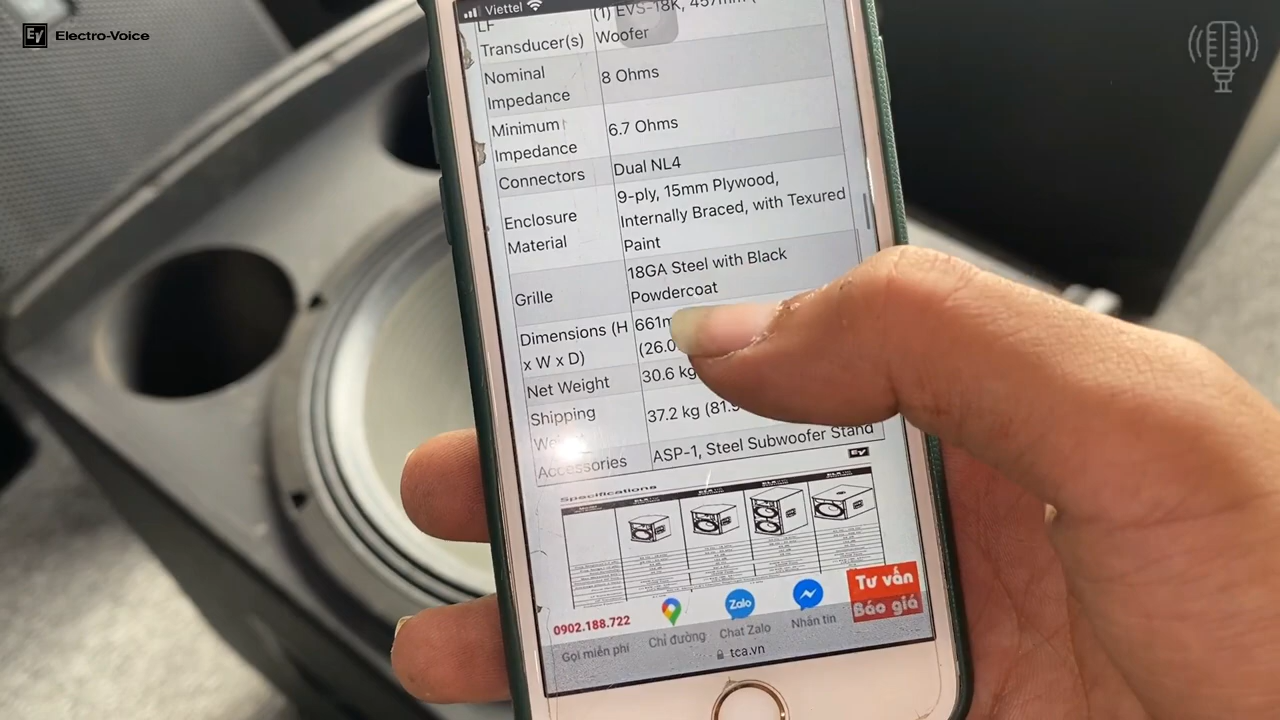 EV Electro-Voice
Viettel
LF
Transducer(s)
(1) EVS-18K, 457mm (
Woofer
Nominal
Impedance
8 Ohms
Minimum
Impedance
6.7 Ohms
Connectors
Dual NL4
Enclosure
Material
9-ply, 15mm Plywood,
Internally Braced, with Texured
Paint
Grille
18GA Steel with Black
Powdercoat
Dimensions (H
x W x D)
661m
(26.0
Net Weight
30.6 kg
Shipping
37.2 kg (81.
Accessories
ASP-1, Steel Subwoofer Stand
EV
Specifications
0902.188.722
Gọi miễn phí
Chỉ đường
Zalo
Chat Zalo
Nhắn tin
Tư vấn
Báo giá
tca.vn